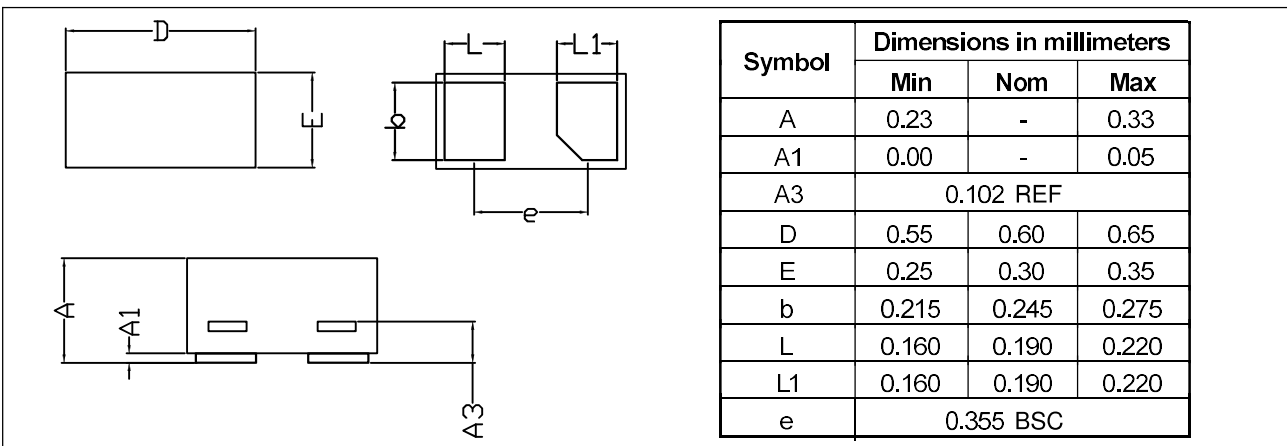 D
E
L
L1
b
e
A
A1
A3
Symbol Dimensions in millimeters
Min Nom Max
A 0.23 - 0.33
A1 0.00 - 0.05
A3 0.102 REF
D 0.55 0.60 0.65
E 0.25 0.30 0.35
b 0.215 0.245 0.275
L 0.160 0.190 0.220
L1 0.160 0.190 0.220
e 0.355 BSC